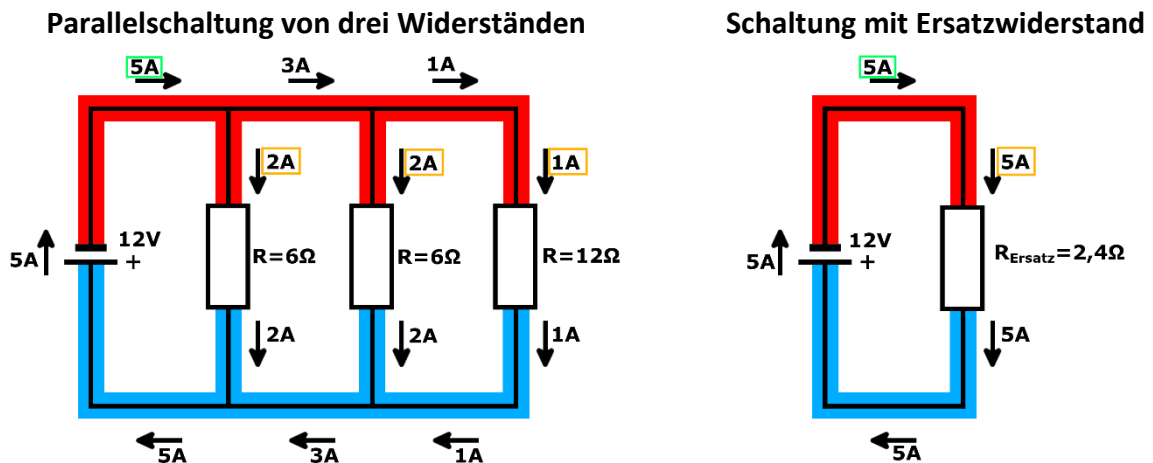 Parallelschaltung von drei Widerständen
5A
3A
1A
2A
2A
1A
12V
+
5A
R=6Ω
R=6Ω
R=12Ω
2A
2A
1A
5A
3A
1A
Schaltung mit Ersatzwiderstand
5A
5A
12V
+
5A
RErsatz=2,4Ω
5A
5A